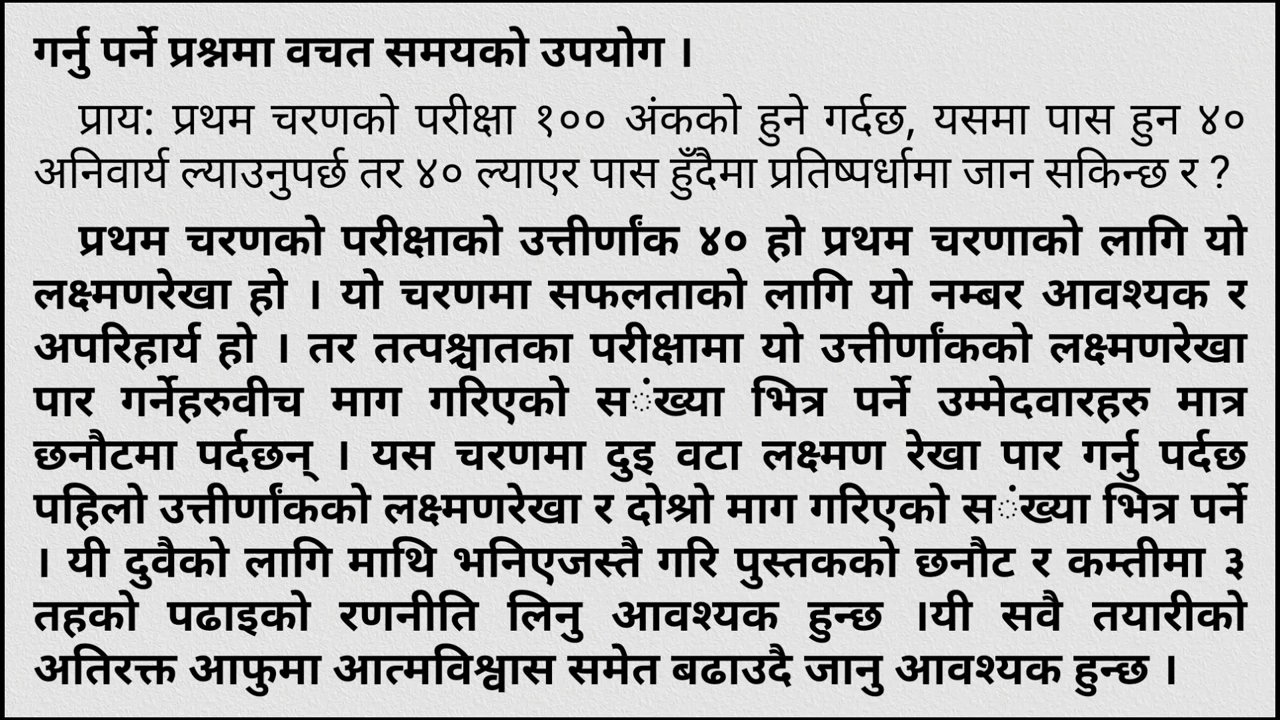 गर्नु पर्ने प्रश्नमा वचत समयको उपयोग ।
प्राय: प्रथम चरणको परीक्षा १०० अंकको हुने गर्दछ, यसमा पास हुन ४०
अनिवार्य ल्याउनुपर्छ तर ४० ल्याएर पास हुँदैमा प्रतिष्पर्धामा जान सकिन्छ र ?
प्रथम चरणको परीक्षाको उत्तीर्णांक ४० हो प्रथम चरणाको लागि यो
लक्ष्मणरेखा हो । यो चरणमा सफलताको लागि यो नम्बर आवश्यक र
अपरिहार्य हो । तर तत्पश्चातका परीक्षामा यो उत्तीर्णांकको लक्ष्मणरेखा
पार गर्नेहरुवीच माग गरिएको स◌ंख्या भित्र पर्ने उम्मेदवारहरु मात्र
छनौटमा पर्दछन् । यस चरणमा दुइ वटा लक्ष्मण रेखा पार गर्नु पर्दछ
पहिलो उत्तीर्णांकको लक्ष्मणरेखा र दोश्रो माग गरिएको स◌ंख्या भित्र पर्ने
। यी दुवैको लागि माथि भनिएजस्तै गरि पुस्तकको छनौट र कम्तीमा ३
तहको पढाइको रणनीति लिनु आवश्यक हुन्छ ।यी सवै तयारीको
अतिरक्त आफुमा आत्मविश्वास समेत बढाउदै जानु आवश्यक हुन्छ ।